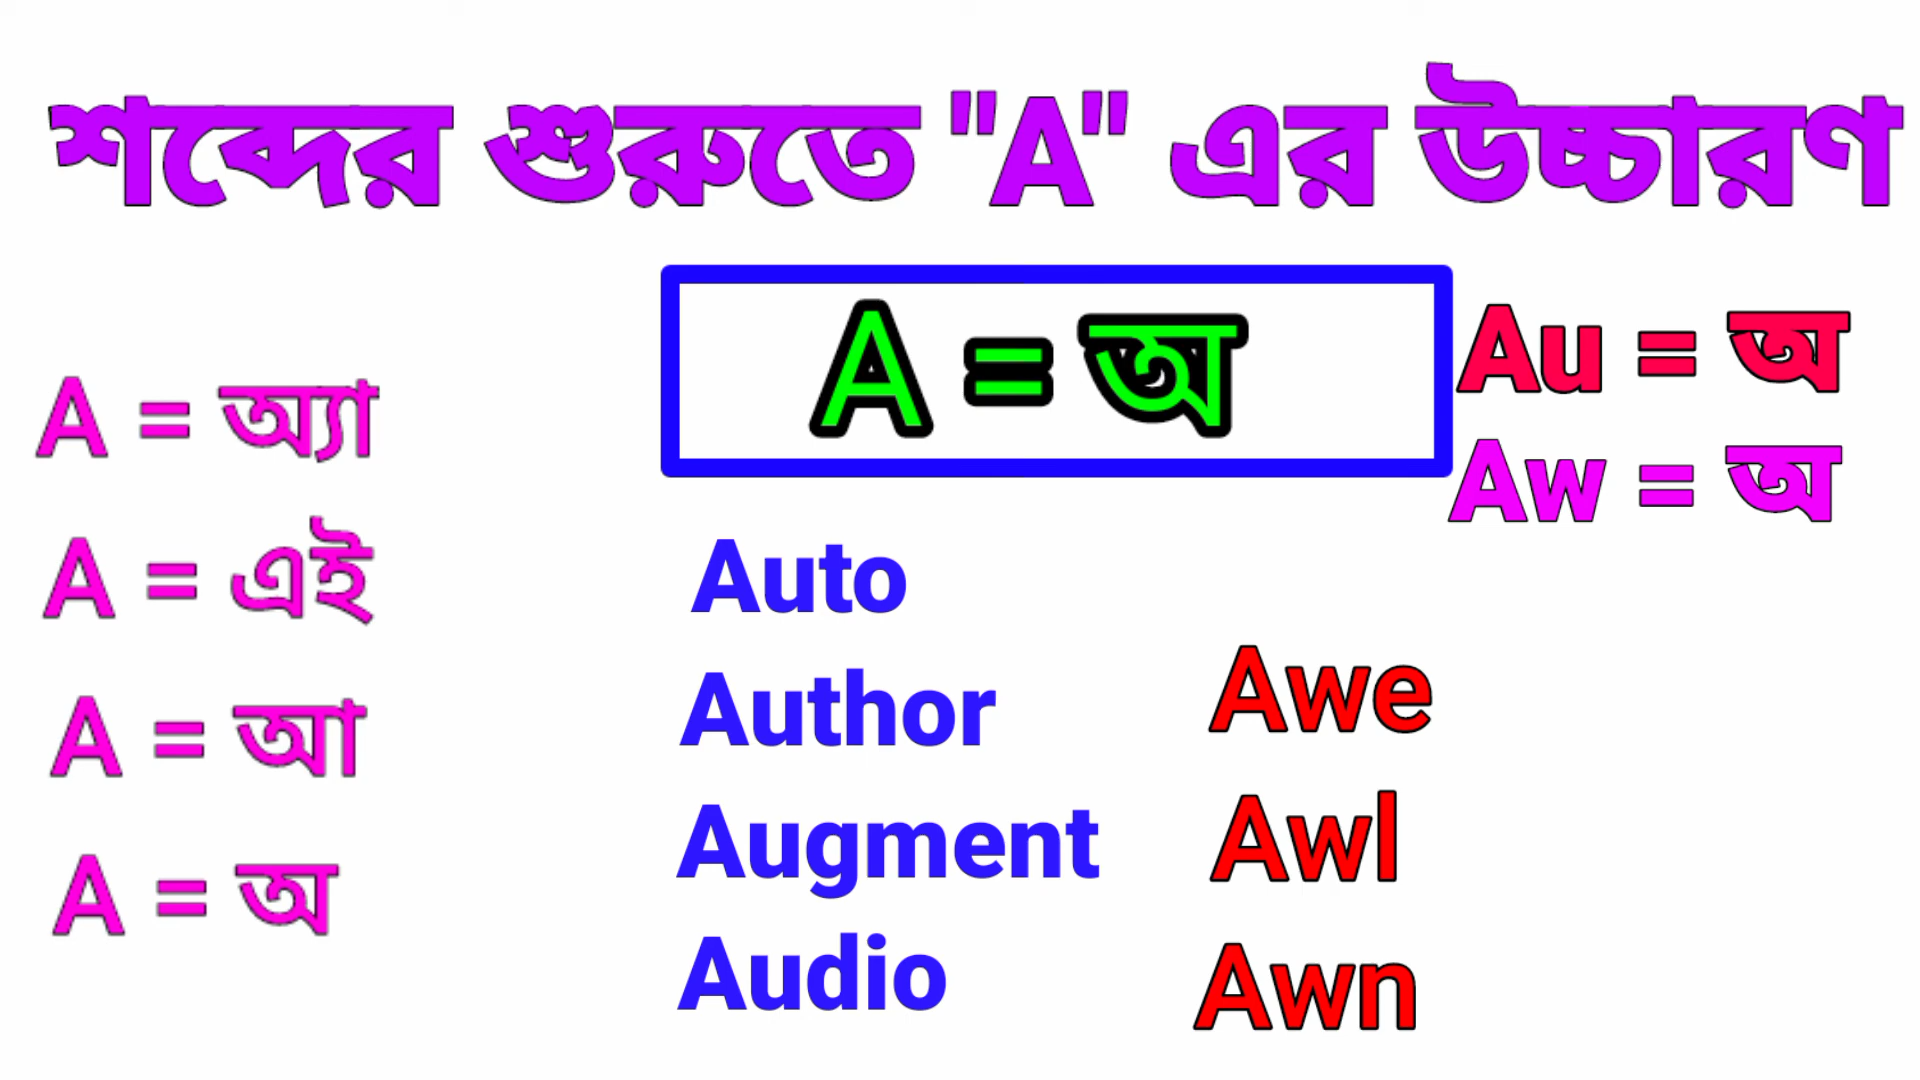 শব্দের শুরুতে "A" এর উচ্চারণ
A = অ্যা
A = এই
A = আ
A = অ
A = অ
Au = অ
Aw = অ
Auto
Author
Augment
Audio
Awe
Awl
Awn